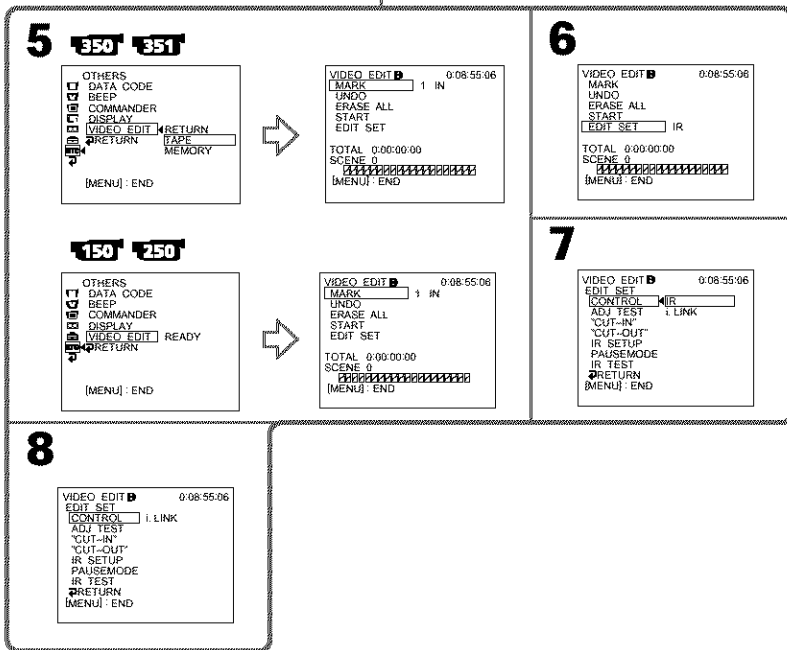 5
350 351
OTHERS
DATA CODE
BEEP
COMMANDER
DISPLAY
VIDEO EDIT RETURN
RETURN TAPE
ETC MEMORY
[MENU] : END
VIDEO EDIT 0:08:55:06
MARK 1 IN
UNDO
ERASE ALL
START
EDIT SET
TOTAL 0:00:00:00
SCENE 0
[MENU] : END
150 250
OTHERS
DATA CODE
BEEP
COMMANDER
DISPLAY
VIDEO EDIT READY
ETC RETURN
[MENU] : END
VIDEO EDIT 0:08:55:06
MARK 1 IN
UNDO
ERASE ALL
START
EDIT SET
TOTAL 0:00:00:00
SCENE 0
[MENU] : END
6
VIDEO EDIT 0:08:55:06
MARK
UNDO
ERASE ALL
START
EDIT SET IR
TOTAL 0:00:00:00
SCENE 0
[MENU] : END
7
VIDEO EDIT 0:08:55:06
EDIT SET
CONTROL IR
ADJ TEST i. LINK
"CUT-IN"
"CUT-OUT"
IR SETUP
PAUSEMODE
IR TEST
RETURN
[MENU] : END
8
VIDEO EDIT 0:08:55:06
EDIT SET
CONTROL i. LINK
ADJ TEST
"CUT-IN"
"CUT-OUT"
IR SETUP
PAUSEMODE
IR TEST
RETURN
[MENU] : END